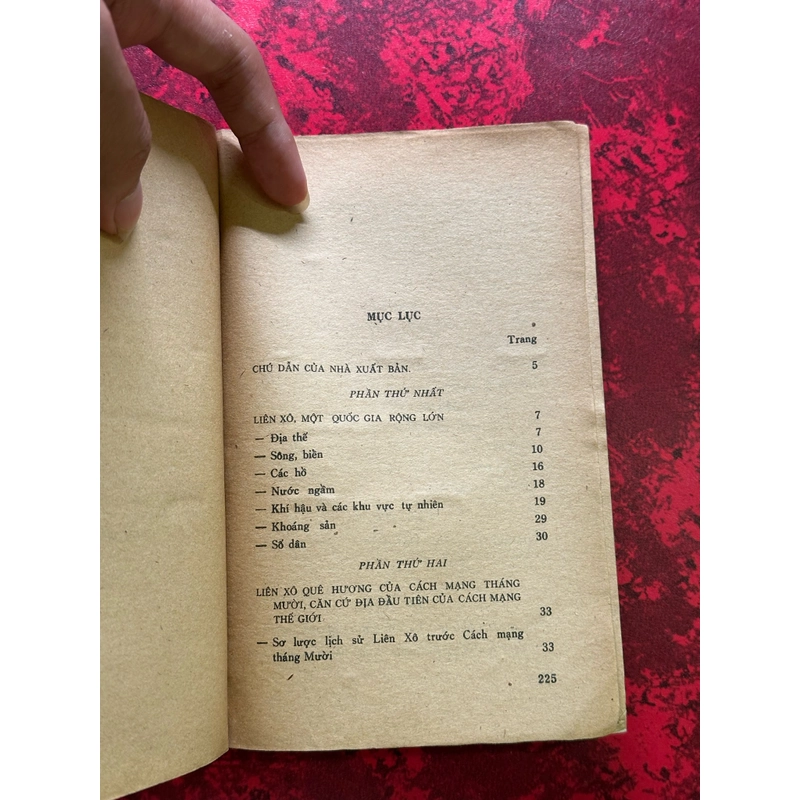 MỤC LỤC
Trang
CHÚ DẪN CỦA NHÀ XUẤT BẢN. 5
PHẦN THỨ NHẤT
LIÊN XÔ, MỘT QUỐC GIA RỘNG LỚN 7
— Địa thế 7
— Sông, biển 10
— Các hồ 16
— Nước ngầm 18
— Khí hậu và các khu vực tự nhiên 19
— Khoáng sản 29
— Số dân 30
PHẦN THỨ HAI
LIÊN XÔ QUÊ HƯƠNG CỦA CÁCH MẠNG THÁNG
MƯỜI, CĂN CỨ ĐỊA ĐẦU TIÊN CỦA CÁCH MẠNG
THẾ GIỚI 33
— Sơ lược lịch sử Liên Xô trước Cách mạng
tháng Mười 33
225